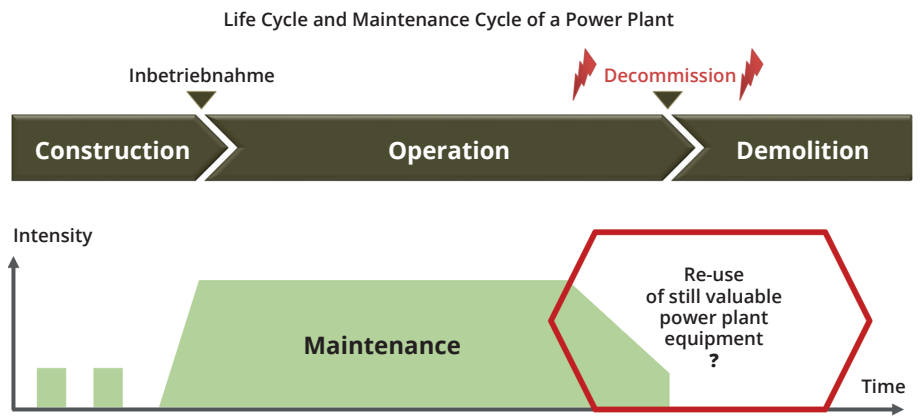 Life Cycle and Maintenance Cycle of a Power Plant
Inbetriebnahme
Decommission
Construction
Operation
Demolition
Intensity
Re-use
of still valuable
power plant
equipment
?
Maintenance
Time